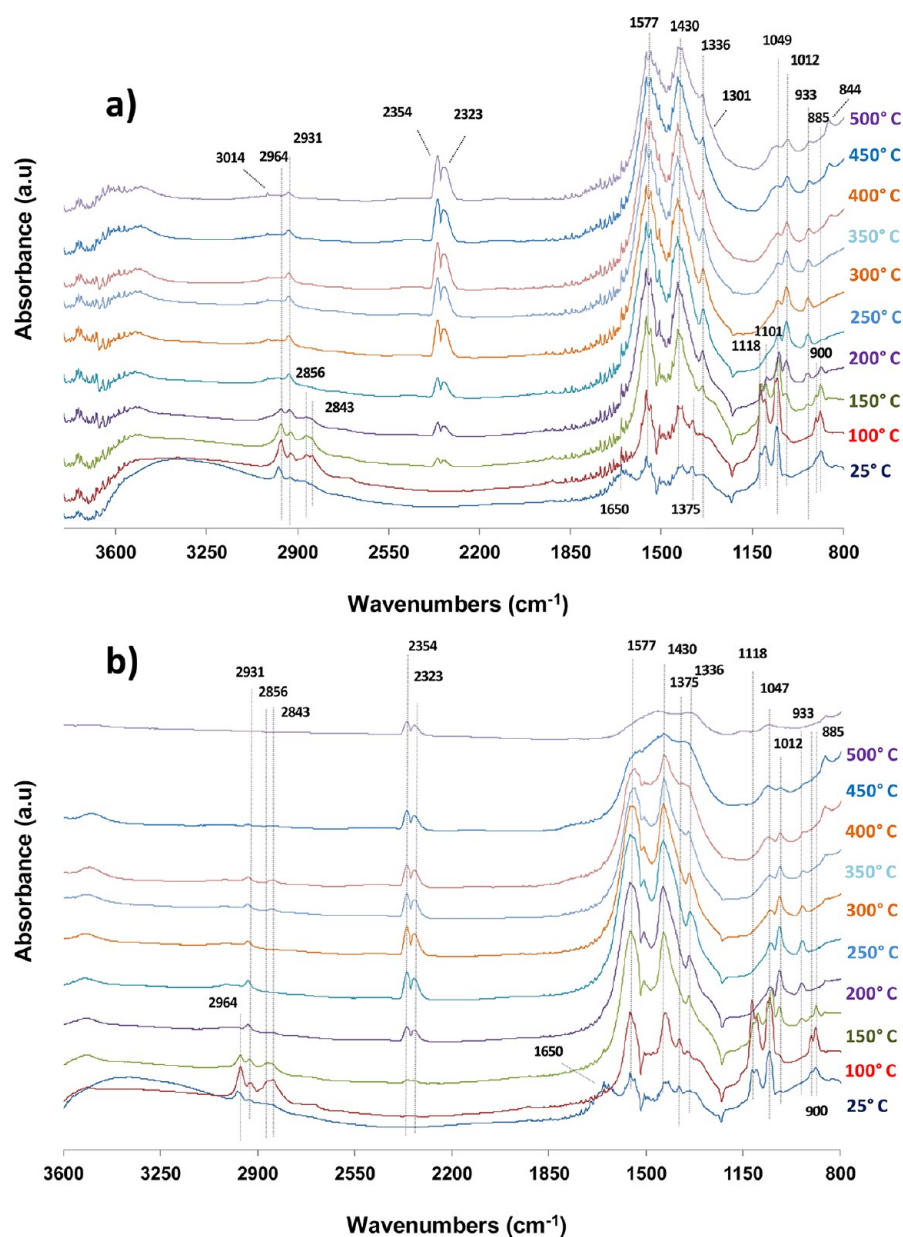 a)
1577
1430
1336
1049
1012
1301
933
885
844
2354
2323
2931
2964
3014
500° C
450° C
400° C
350° C
300° C
250° C
200° C
150° C
100° C
25° C
1118
1101
900
2856
2843
1650
1375
Absorbance (a.u)
3600
3250
2900
2550
2200
1850
1500
1150
800
Wavenumbers (cm-1)
b)
2354
2323
1577
1430
1375
1336
1118
1047
1012
933
885
2931
2856
2843
500° C
450° C
400° C
350° C
300° C
250° C
200° C
150° C
100° C
25° C
2964
1650
900
Absorbance (a.u)
3600
3250
2900
2550
2200
1850
1500
1150
800
Wavenumbers (cm-1)